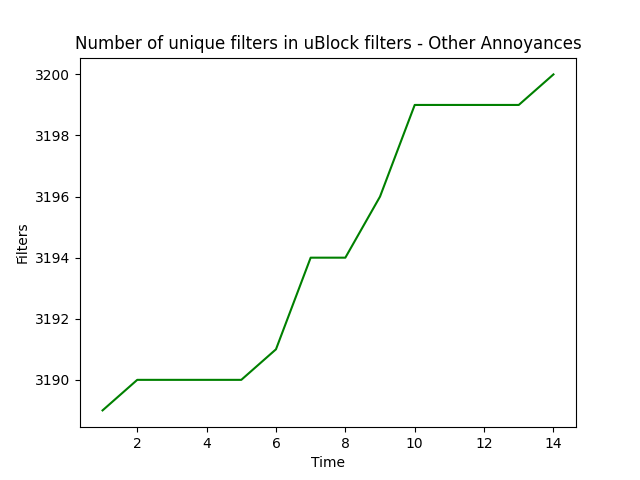 Number of unique filters in uBlock filters - Other Annoyances
3200
3198
3196
3194
3192
3190
Filters
2 4 6 8 10 12 14
Time